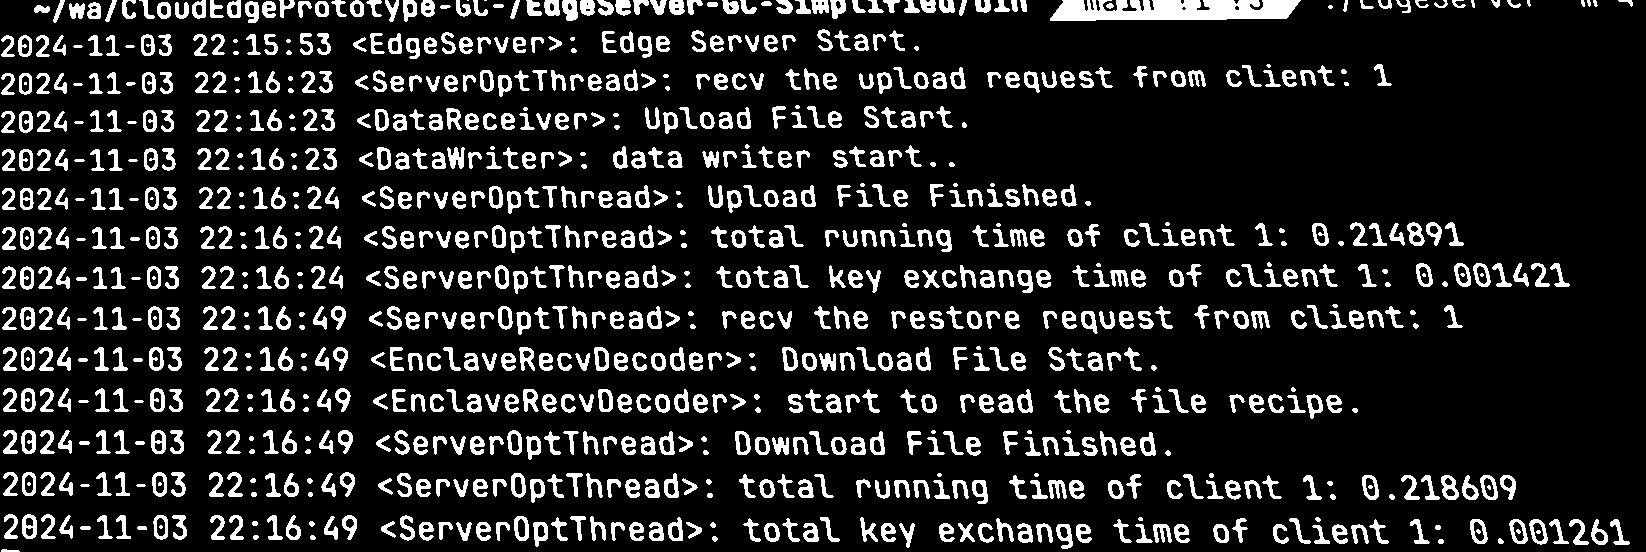 ~/wa/CloudEdgePrototype-GC-/EdgeServer-GC-Simplified/bin main !1 ?3 ./EdgeServer -m 4
2024-11-03 22:15:53 <EdgeServer>: Edge Server Start.
2024-11-03 22:16:23 <ServerOptThread>: recv the upload request from client: 1
2024-11-03 22:16:23 <DataReceiver>: Upload File Start.
2024-11-03 22:16:23 <DataWriter>: data writer start..
2024-11-03 22:16:24 <ServerOptThread>: Upload File Finished.
2024-11-03 22:16:24 <ServerOptThread>: total running time of client 1: 0.214891
2024-11-03 22:16:24 <ServerOptThread>: total key exchange time of client 1: 0.001421
2024-11-03 22:16:49 <ServerOptThread>: recv the restore request from client: 1
2024-11-03 22:16:49 <EnclaveRecvDecoder>: Download File Start.
2024-11-03 22:16:49 <EnclaveRecvDecoder>: start to read the file recipe.
2024-11-03 22:16:49 <ServerOptThread>: Download File Finished.
2024-11-03 22:16:49 <ServerOptThread>: total running time of client 1: 0.218609
2024-11-03 22:16:49 <ServerOptThread>: total key exchange time of client 1: 0.001261